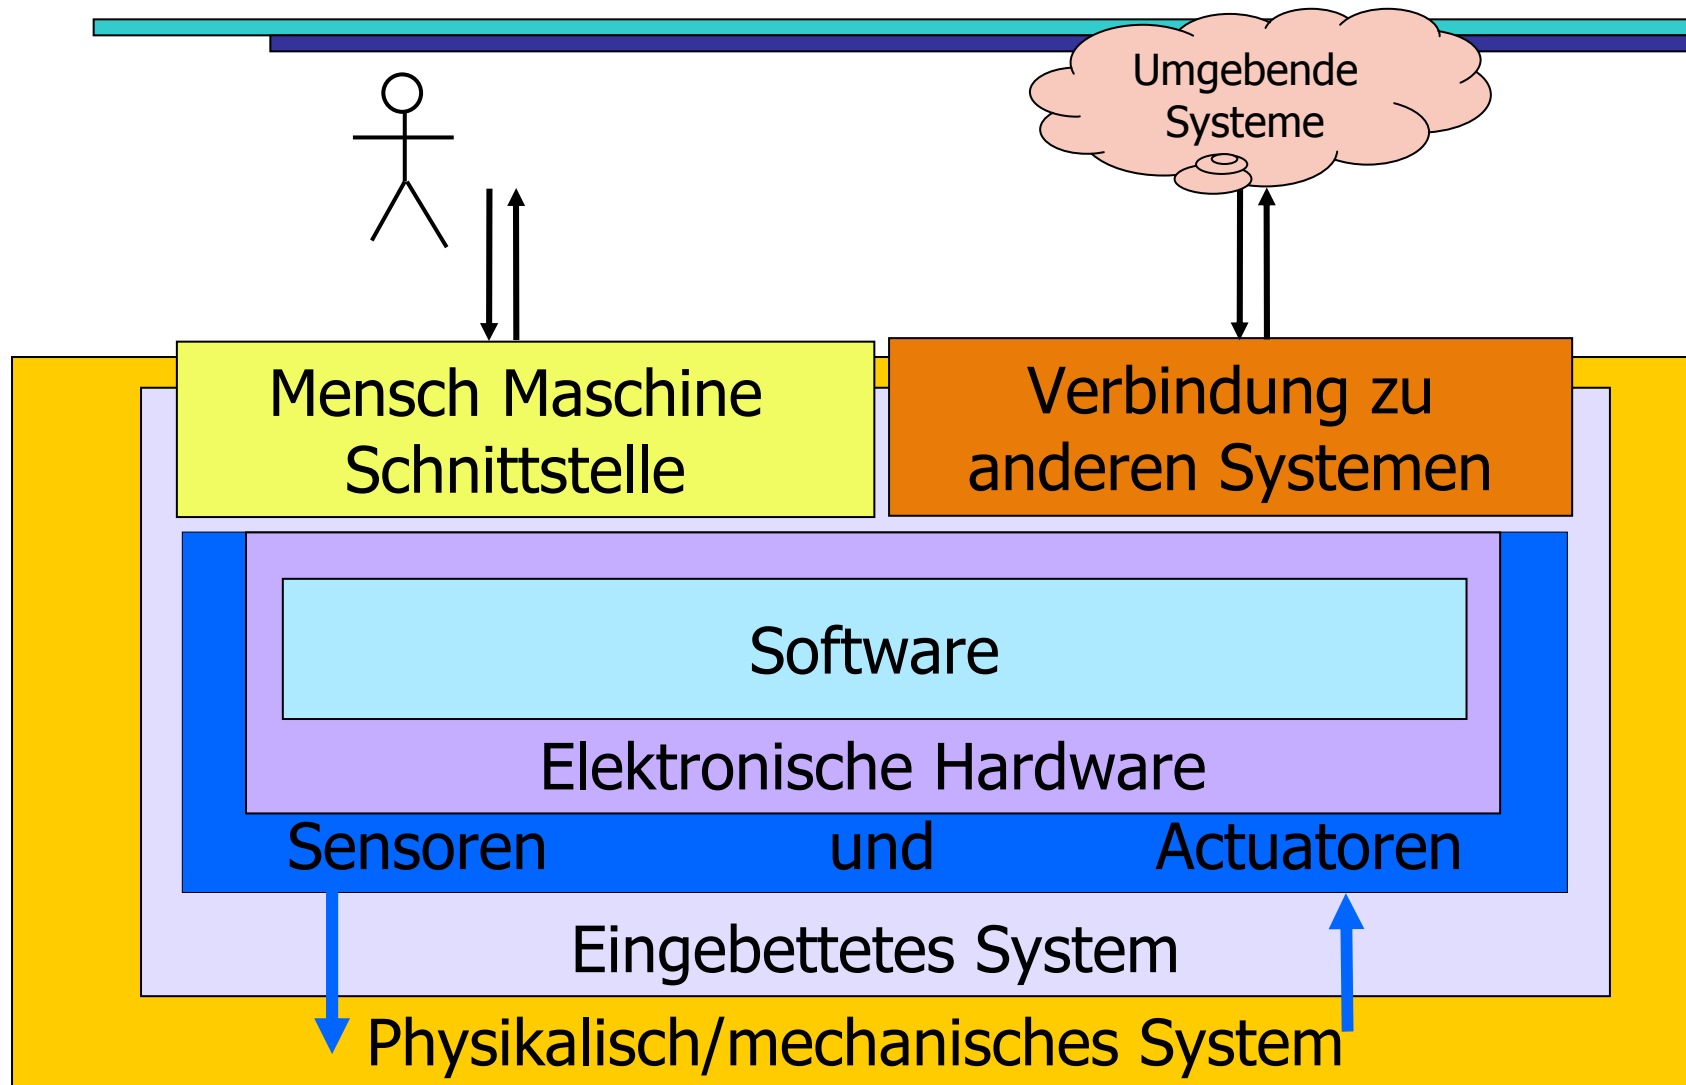 Umgebende
Systeme
Mensch Maschine
Schnittstelle
Verbindung zu
anderen Systemen
Software
Elektronische Hardware
Sensoren und Actuatoren
Eingebettetes System
Physikalisch/mechanisches System